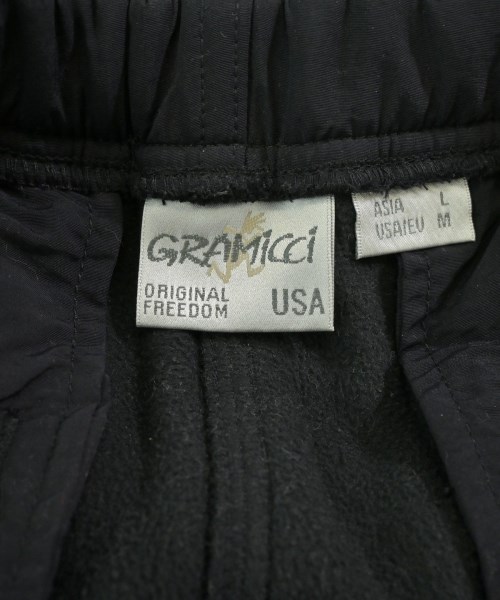 GRAMICCI
ORIGINAL
FREEDOM
USA
ASIA L
USA/EU M